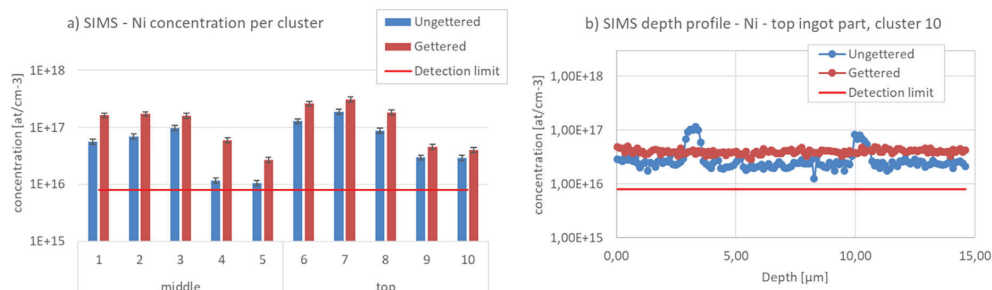 a) SIMS - Ni concentration per cluster
Ungettered
Gettered
Detection limit
concentration [at/cm-3]
1E+18
1E+17
1E+16
1E+15
1 2 3 4 5 6 7 8 9 10
middle top
b) SIMS depth profile - Ni - top ingot part, cluster 10
Ungettered
Gettered
Detection limit
concentration [at/cm-3]
1,00E+18
1,00E+17
1,00E+16
1,00E+15
0,00 5,00 10,00 15,00
Depth [µm]